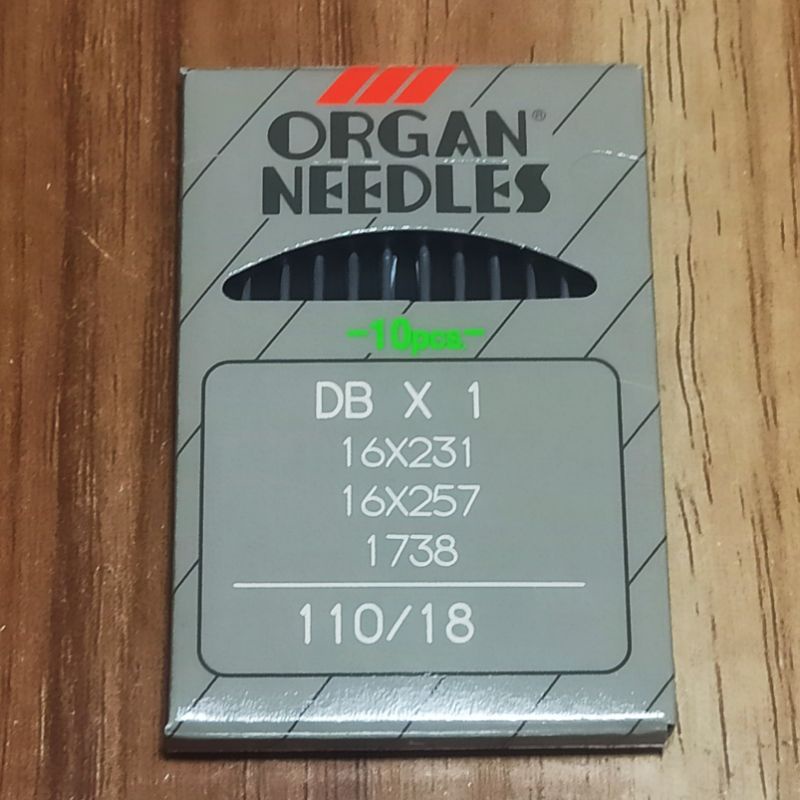 ORGAN®
NEEDLES
-10pcs.-
DB X 1
16X231
16X257
1738
110/18